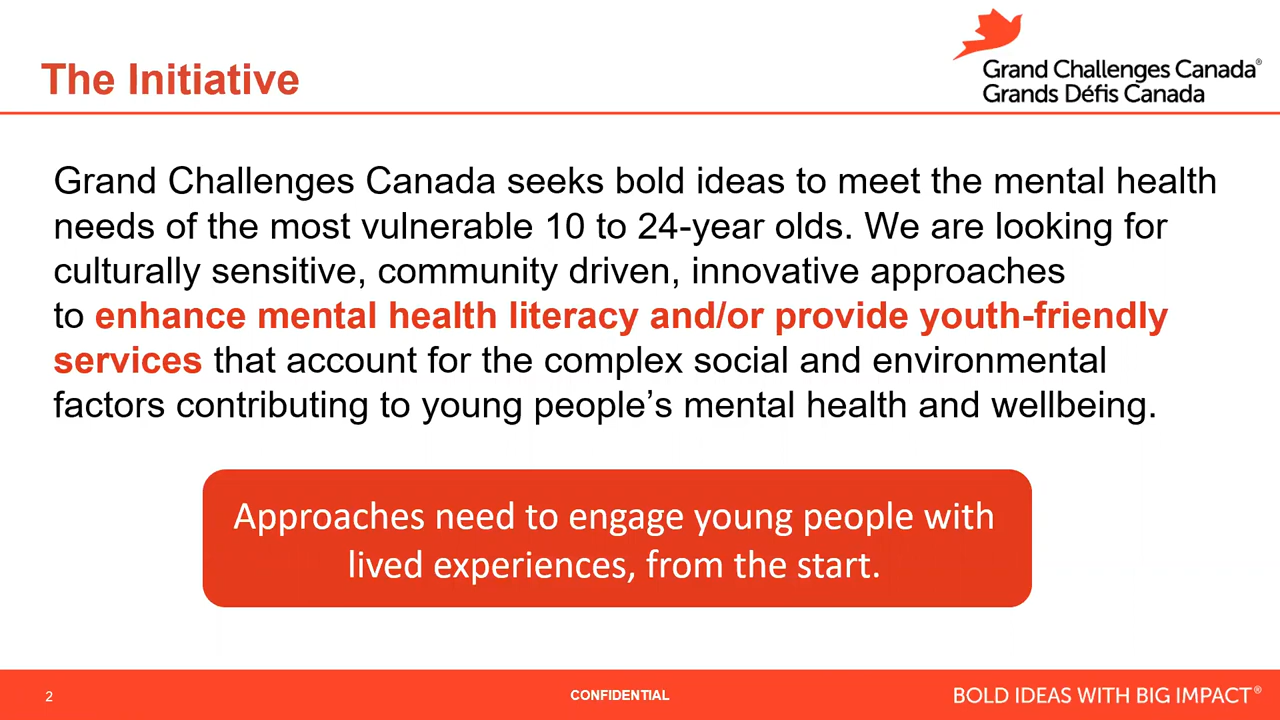 The Initiative
Grand Challenges Canada®
Grands Défis Canada
Grand Challenges Canada seeks bold ideas to meet the mental health
needs of the most vulnerable 10 to 24-year olds. We are looking for
culturally sensitive, community driven, innovative approaches
to enhance mental health literacy and/or provide youth-friendly
services that account for the complex social and environmental
factors contributing to young people’s mental health and wellbeing.
Approaches need to engage young people with
lived experiences, from the start.
2
CONFIDENTIAL
BOLD IDEAS WITH BIG IMPACT®